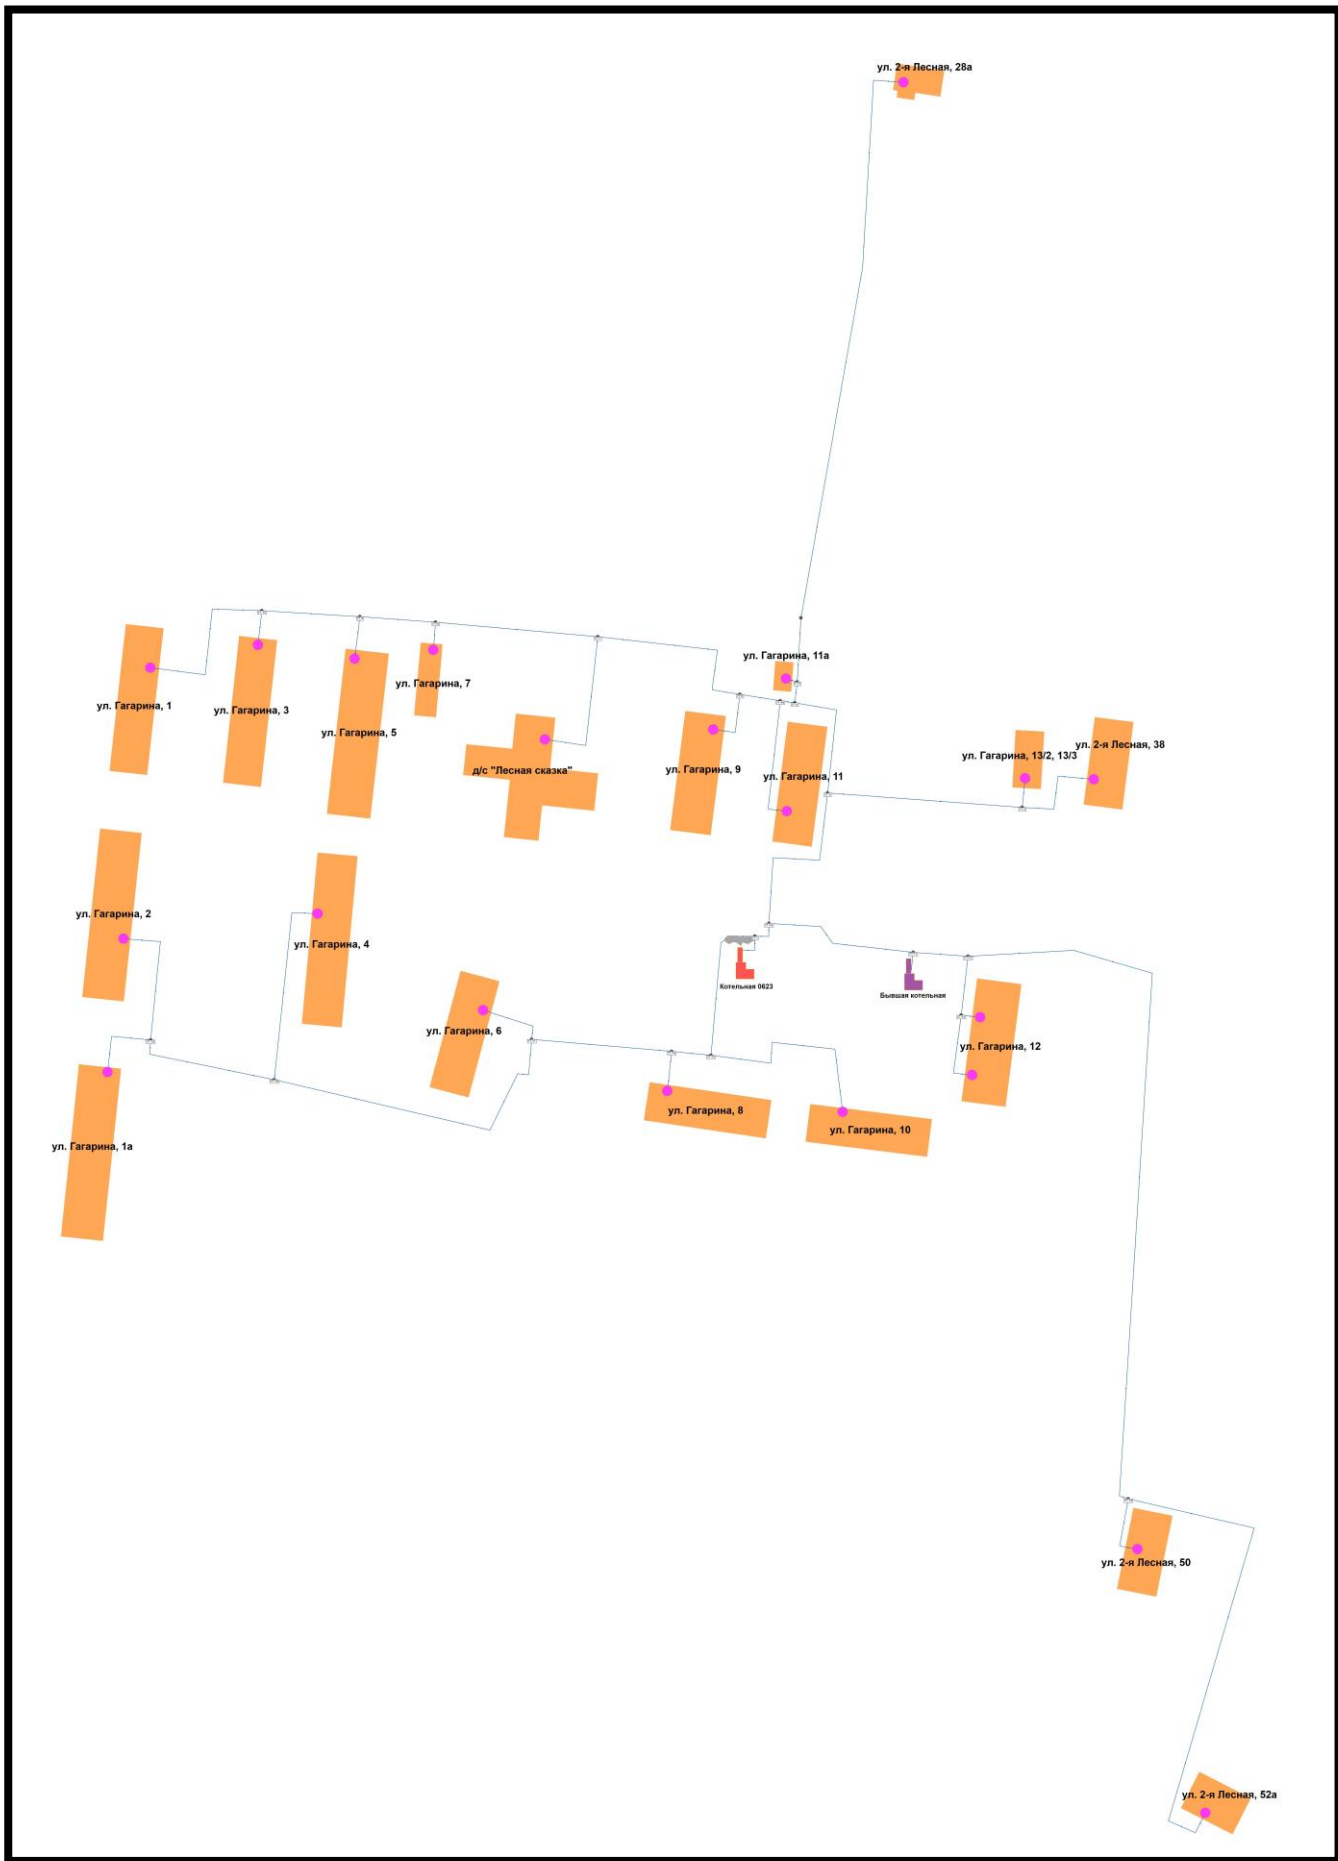 ул. 2-я Лесная, 28а
ул. Гагарина, 11а
ул. Гагарина, 7
ул. Гагарина, 1
ул. Гагарина, 3
ул. Гагарина, 5
д/с "Лесная сказка"
ул. Гагарина, 9
ул. Гагарина, 11
ул. Гагарина, 13/2, 13/3
ул. 2-я Лесная, 38
ул. Гагарина, 2
ул. Гагарина, 4
Котельная 0623
Бывшая котельная
ул. Гагарина, 6
ул. Гагарина, 12
ул. Гагарина, 8
ул. Гагарина, 10
ул. Гагарина, 1а
ул. 2-я Лесная, 50
ул. 2-я Лесная, 52а